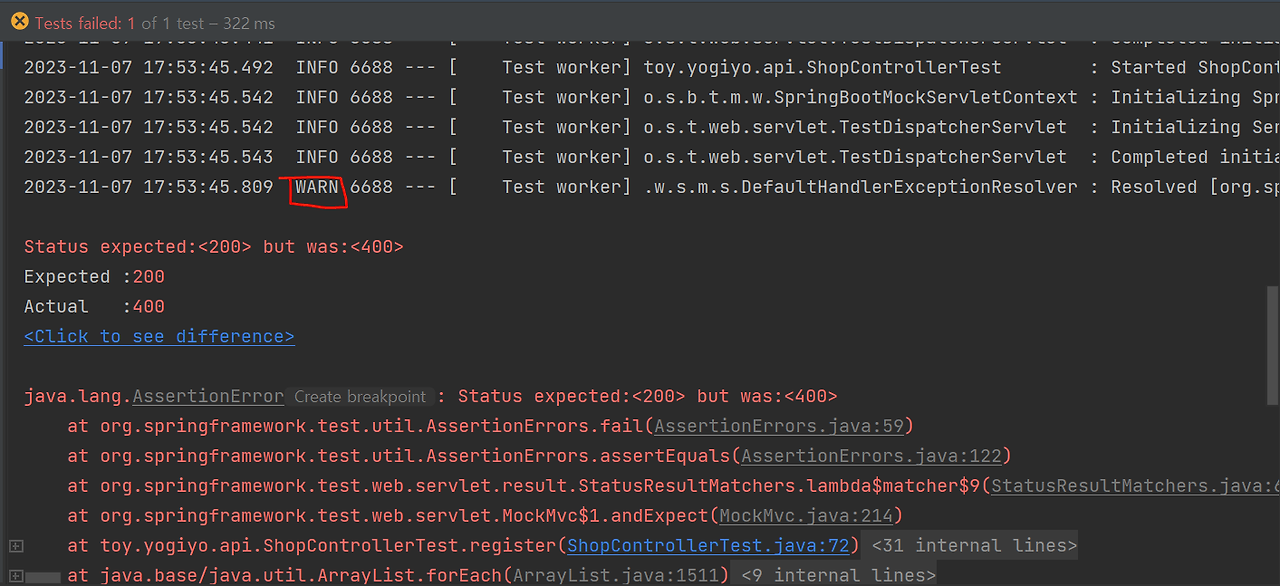 Tests failed: 1 of 1 test – 322 ms
2023-11-07 17:53:45.492  INFO 6688 --- [    Test worker] toy.yogiyo.api.ShopControllerTest        : Started ShopCont
2023-11-07 17:53:45.542  INFO 6688 --- [    Test worker] o.s.b.t.m.w.SpringBootMockServletContext : Initializing Spr
2023-11-07 17:53:45.542  INFO 6688 --- [    Test worker] o.s.t.web.servlet.TestDispatcherServlet  : Initializing Ser
2023-11-07 17:53:45.543  INFO 6688 --- [    Test worker] o.s.t.web.servlet.TestDispatcherServlet  : Completed initia
2023-11-07 17:53:45.809  WARN 6688 --- [    Test worker] .w.s.m.s.DefaultHandlerExceptionResolver : Resolved [org.sp
Status expected:<200> but was:<400>
Expected :200
Actual   :400
<Click to see difference>
java.lang.AssertionError Create breakpoint : Status expected:<200> but was:<400>
at org.springframework.test.util.AssertionErrors.fail(AssertionErrors.java:59)
at org.springframework.test.util.AssertionErrors.assertEquals(AssertionErrors.java:122)
at org.springframework.test.web.servlet.result.StatusResultMatchers.lambda$matcher$9(StatusResultMatchers.java:6
at org.springframework.test.web.servlet.MockMvc$1.andExpect(MockMvc.java:214)
at toy.yogiyo.api.ShopControllerTest.register(ShopControllerTest.java:72) <31 internal lines>
at java.base/java.util.ArrayList.forEach(ArrayList.java:1511) <9 internal lines>